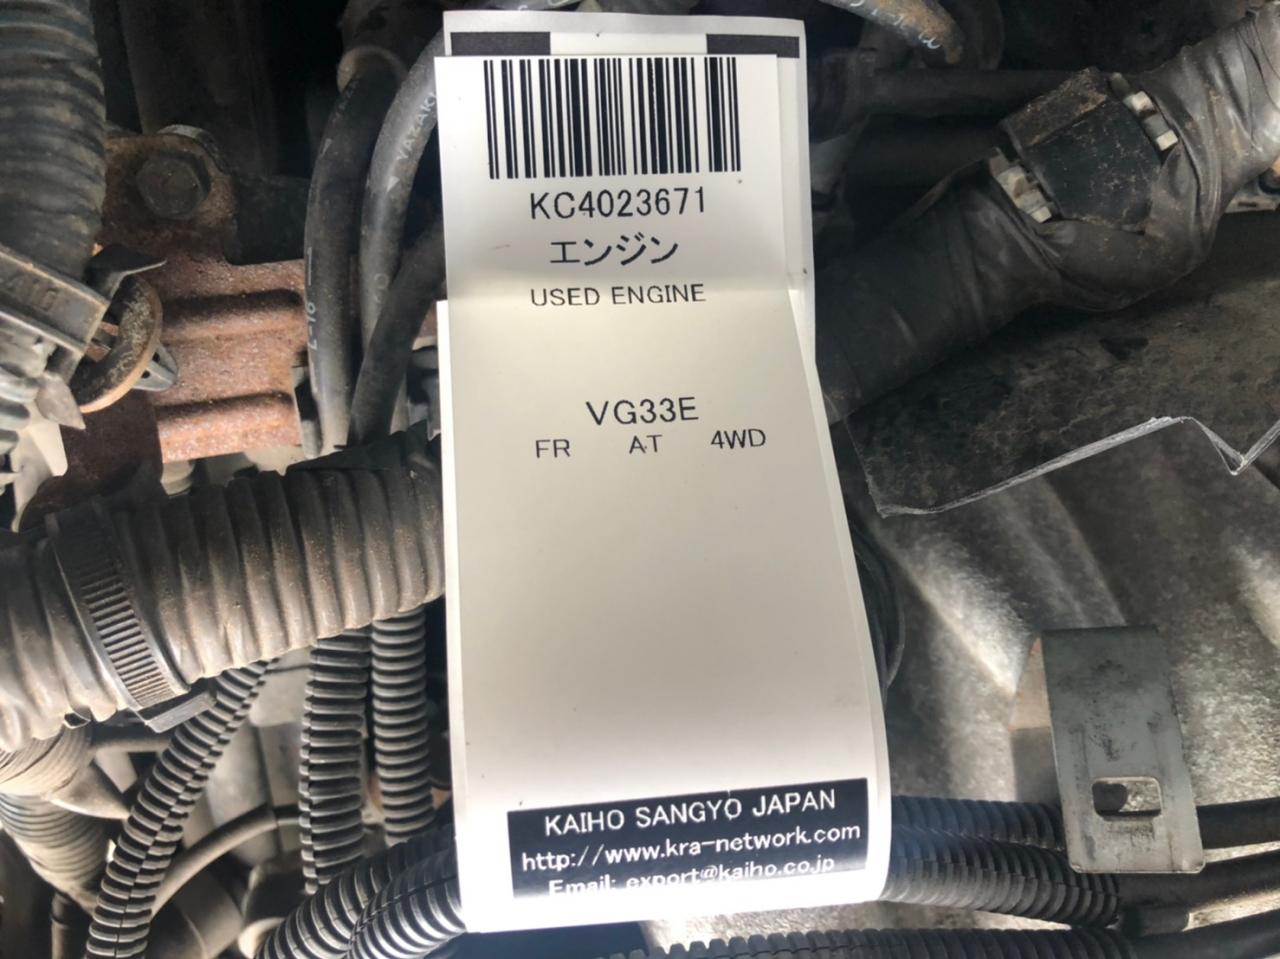 KC4023671
エンジン
USED ENGINE
VG33E
FR AT 4WD
KAIHO SANGYO JAPAN
http://www.kra-network.com
Email: export@kaiho.co.jp
YAZAKI